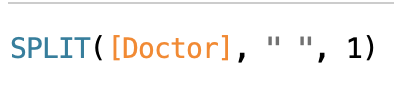 SPLIT([Doctor], " ", 1)